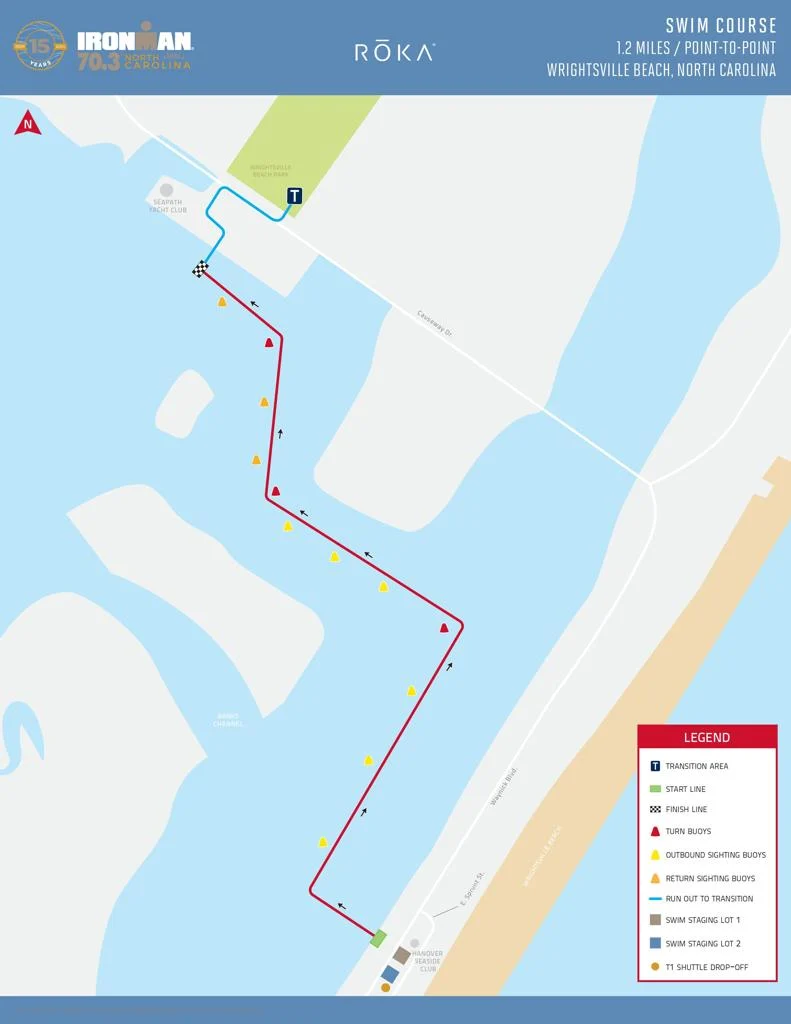 15
YEARS
IRONMAN
70.3 NORTH
CAROLINA
RŌKA
SWIM COURSE
1.2 MILES / POINT-TO-POINT
WRIGHTSVILLE BEACH, NORTH CAROLINA
N
WRIGHTSVILLE
BEACH PARK
T
SEAPATH
YACHT CLUB
Causeway Dr.
BANKS
CHANNEL
Waynick Blvd.
WRIGHTSVILLE BEACH
E. Sprunt St.
HANOVER
SEASIDE
CLUB
LEGEND
T TRANSITION AREA
START LINE
FINISH LINE
TURN BUOYS
OUTBOUND SIGHTING BUOYS
RETURN SIGHTING BUOYS
RUN OUT TO TRANSITION
SWIM STAGING LOT 1
SWIM STAGING LOT 2
T1 SHUTTLE DROP-OFF